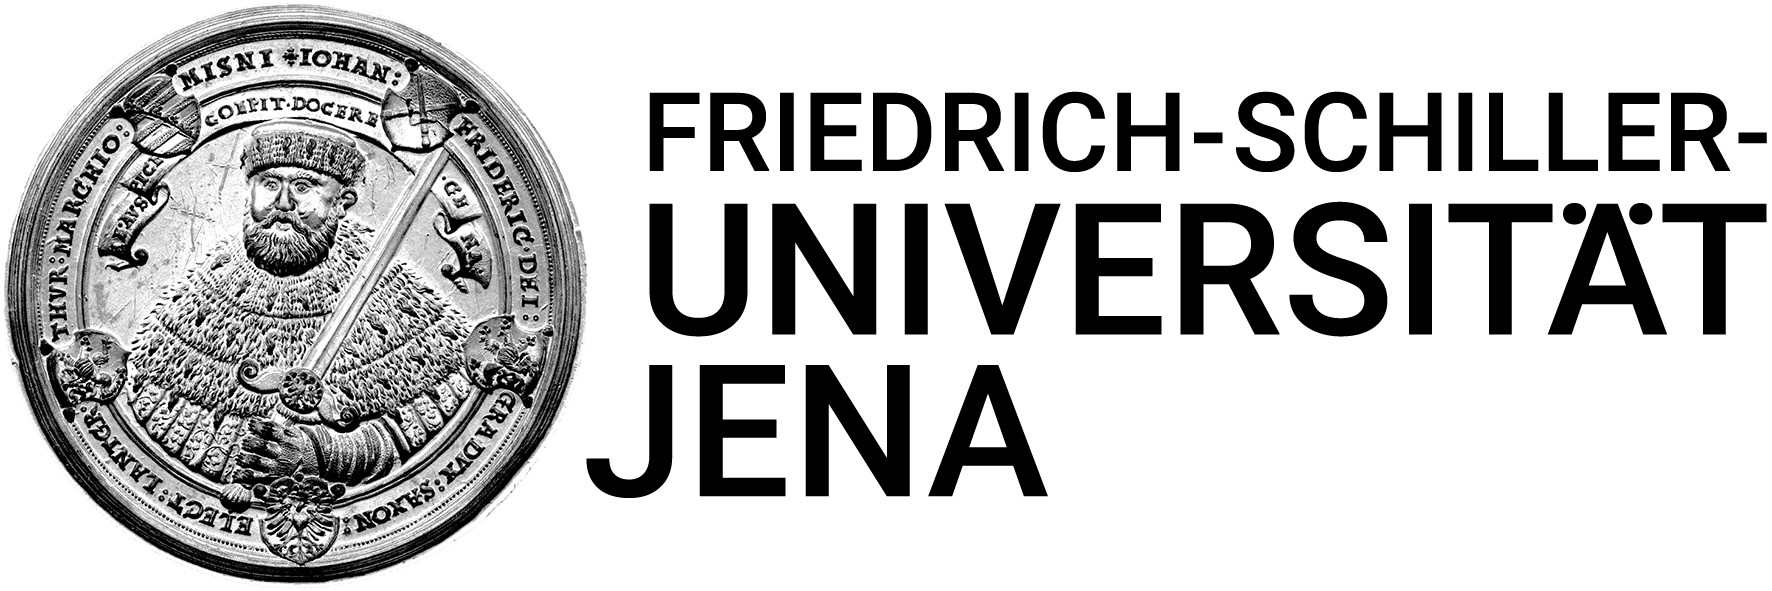 MISNI ⁜ IOHAN:
FRIDERIC·DEI::
GRA DVX:SAXON:
ELECT:LANTGR:
THVR:MARCHIO:
COEPIT·DOCERE
FRIEDRICH-SCHILLER-
UNIVERSITÄT
JENA